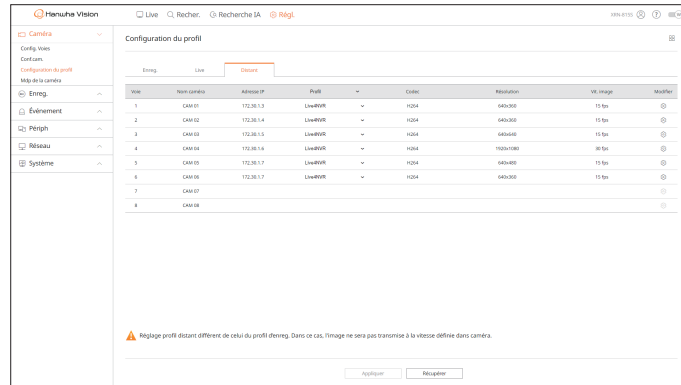 Hanwha Vision
Live Recher. Recherche IA Régl.
XRN-815S
Caméra
Config. Voies
Conf.cam.
Configuration du profil
Mdp de la caméra
Enreg.
Événement
Périph
Réseau
Système
Configuration du profil
Enreg. Live Distant
Voie Nom caméra Adresse IP Profil Codec Résolution Vit. image Modifier
1 CAM 01 172.30.1.3 Live4NVR H264 640x360 15 fps
2 CAM 02 172.30.1.4 Live4NVR H264 640x360 15 fps
3 CAM 03 172.30.1.5 Live4NVR H264 640x640 15 fps
4 CAM 04 172.30.1.6 Live4NVR H264 1920x1080 30 fps
5 CAM 05 172.30.1.7 Live4NVR H264 640x480 15 fps
6 CAM 06 172.30.1.7 Live4NVR H264 640x360 15 fps
7 CAM 07
8 CAM 08
Réglage profil distant différent de celui du profil d'enreg. Dans ce cas, l'image ne sera pas transmise à la vitesse définie dans caméra.
Appliquer Récupérer